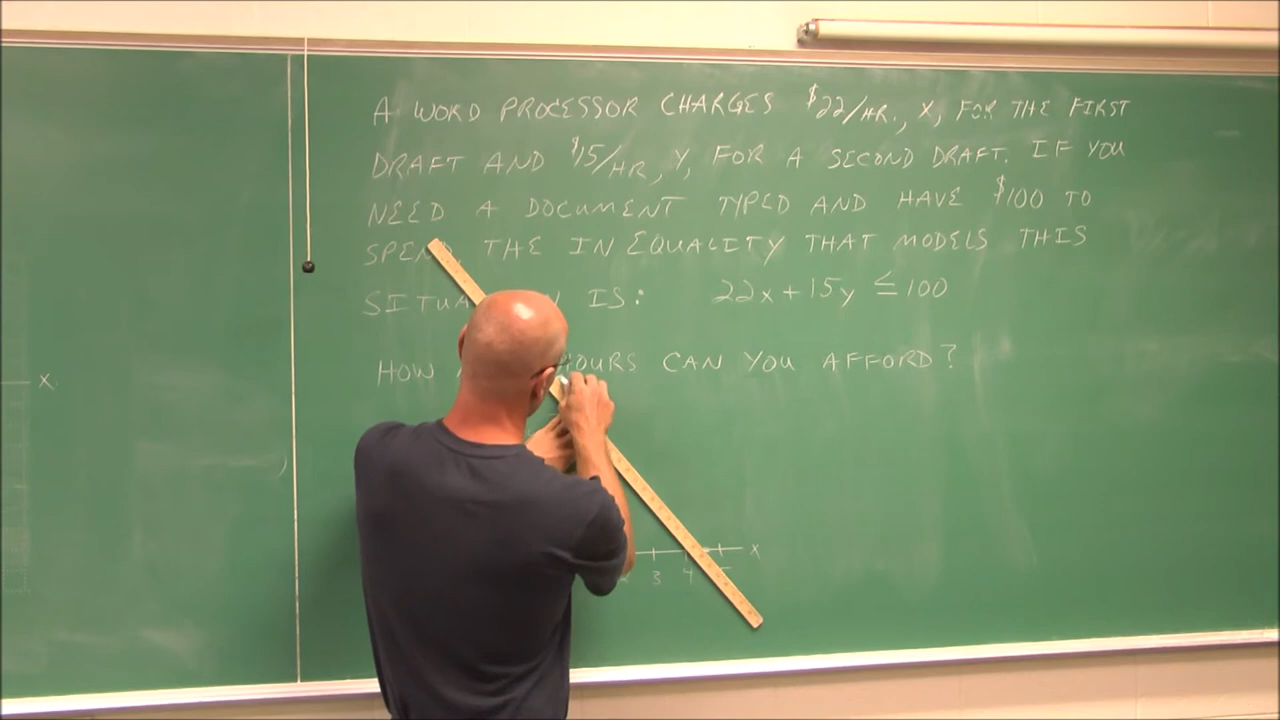 A WORD PROCESSOR CHARGES $22/HR., X, FOR THE FIRST
DRAFT AND $15/HR, Y, FOR A SECOND DRAFT. IF YOU
NEED A DOCUMENT TYPED AND HAVE $100 TO
THE INEQUALITY THAT MODELS THIS
IS: 22x+15y ≤100
HOW HOURS CAN YOU AFFORD?
X
X
3 4